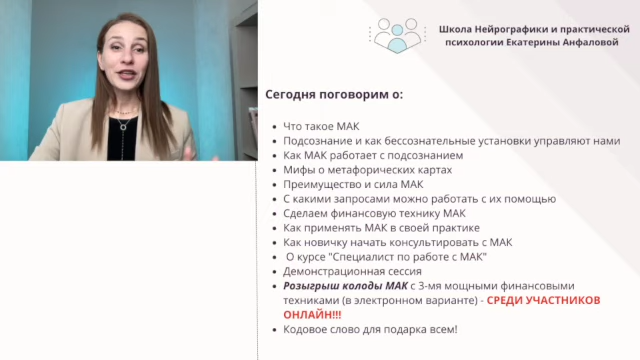 Школа Нейрографики и практической
психологии Екатерины Анфаловой
Сегодня поговорим о:
• Что такое МАК
• Подсознание и как бессознательные установки управляют нами
• Как МАК работает с подсознанием
• Мифы о метафорических картах
• Преимущество и сила МАК
• С какими запросами можно работать с их помощью
• Сделаем финансовую технику МАК
• Как применять МАК в своей практике
• Как новичку начать консультировать с МАК
• О курсе "Специалист по работе с МАК"
• Демонстрационная сессия
• Розыгрыш колоды МАК с 3-мя мощными финансовыми
техниками (в электронном варианте) - СРЕДИ УЧАСТНИКОВ
ОНЛАЙН!!!
• Кодовое слово для подарка всем!